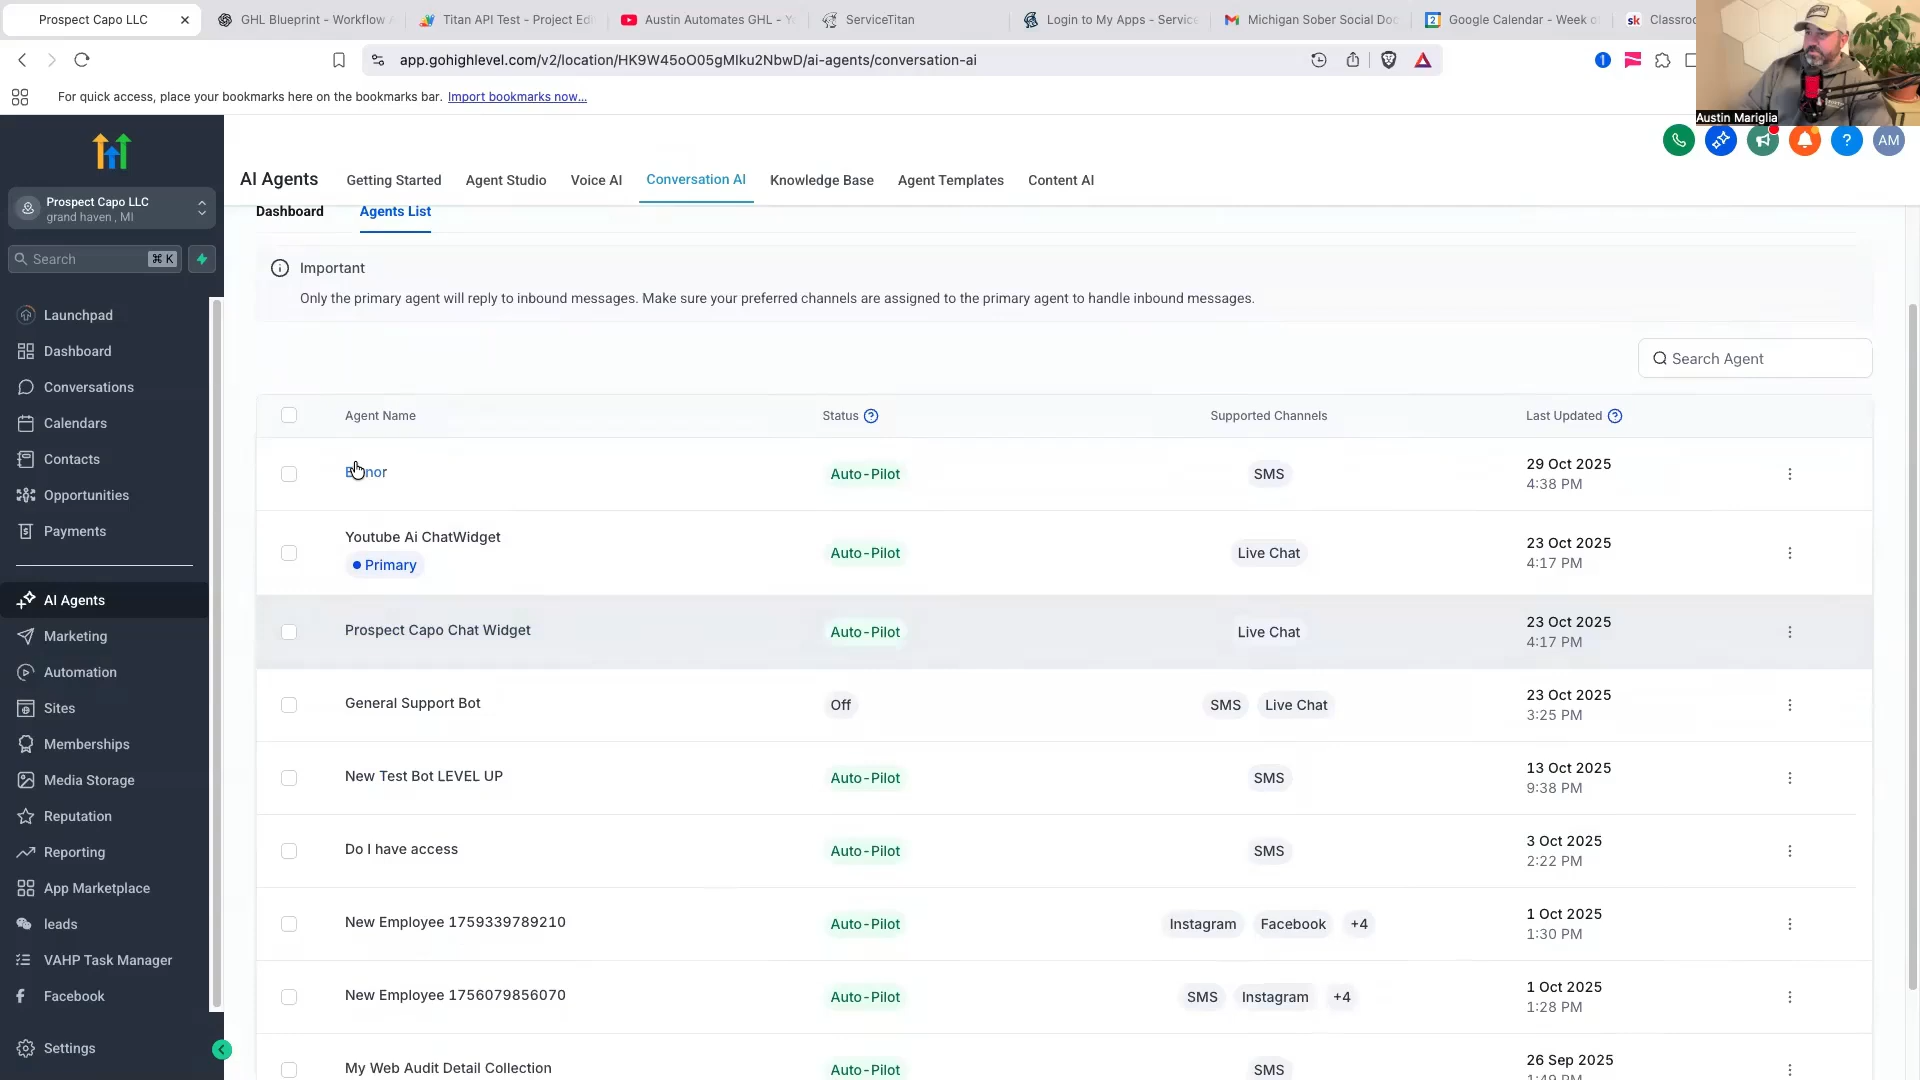 Prospect Capo LLC
GHL Blueprint - Workflow
Titan API Test - Project Edi
Austin Automates GHL - Yo
ServiceTitan
Login to My Apps - Service
Michigan Sober Social Doc
Google Calendar - Week of
Classroo
app.gohighlevel.com/v2/location/HK9W45oO05gMIku2NbwD/ai-agents/conversation-ai
For quick access, place your bookmarks here on the bookmarks bar. Import bookmarks now...
Austin Mariglia
AM
Prospect Capo LLC
grand haven , MI
Search
⌘ K
Launchpad
Dashboard
Conversations
Calendars
Contacts
Opportunities
Payments
AI Agents
Marketing
Automation
Sites
Memberships
Media Storage
Reputation
Reporting
App Marketplace
leads
VAHP Task Manager
Facebook
Settings
AI Agents
Getting Started
Agent Studio
Voice AI
Conversation AI
Knowledge Base
Agent Templates
Content AI
Dashboard
Agents List
Important
Only the primary agent will reply to inbound messages. Make sure your preferred channels are assigned to the primary agent to handle inbound messages.
Search Agent
Agent Name
Status
Supported Channels
Last Updated
Auto-Pilot
SMS
29 Oct 2025
4:38 PM
Youtube Ai ChatWidget
Primary
Auto-Pilot
Live Chat
23 Oct 2025
4:17 PM
Prospect Capo Chat Widget
Auto-Pilot
Live Chat
23 Oct 2025
4:17 PM
General Support Bot
Off
SMS
Live Chat
23 Oct 2025
3:25 PM
New Test Bot LEVEL UP
Auto-Pilot
SMS
13 Oct 2025
9:38 PM
Do I have access
Auto-Pilot
SMS
3 Oct 2025
2:22 PM
New Employee 1759339789210
Auto-Pilot
Instagram
Facebook
+4
1 Oct 2025
1:30 PM
New Employee 1756079856070
Auto-Pilot
SMS
Instagram
+4
1 Oct 2025
1:28 PM
My Web Audit Detail Collection
Auto-Pilot
SMS
26 Sep 2025
1:49 PM